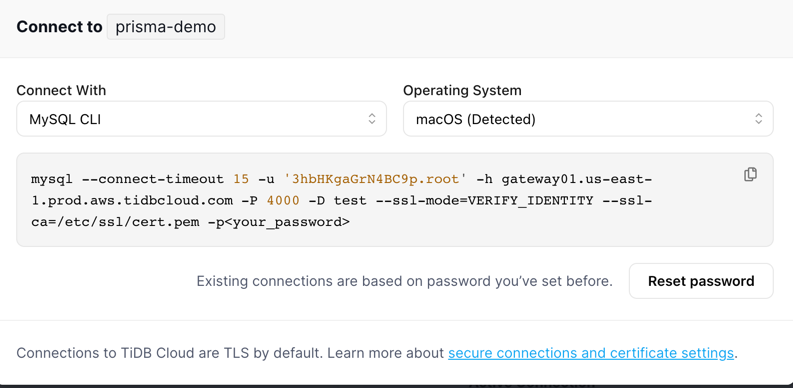 Connect to prisma-demo
Connect With
Operating System
MySQL CLI
macOS (Detected)
mysql --connect-timeout 15 -u '3hbHKgaGrN4BC9p.root' -h gateway01.us-east-
1.prod.aws.tidbcloud.com -P 4000 -D test --ssl-mode=VERIFY_IDENTITY --ssl-
ca=/etc/ssl/cert.pem -p<your_password>
Existing connections are based on password you've set before.
Reset password
Connections to TiDB Cloud are TLS by default. Learn more about secure connections and certificate settings.